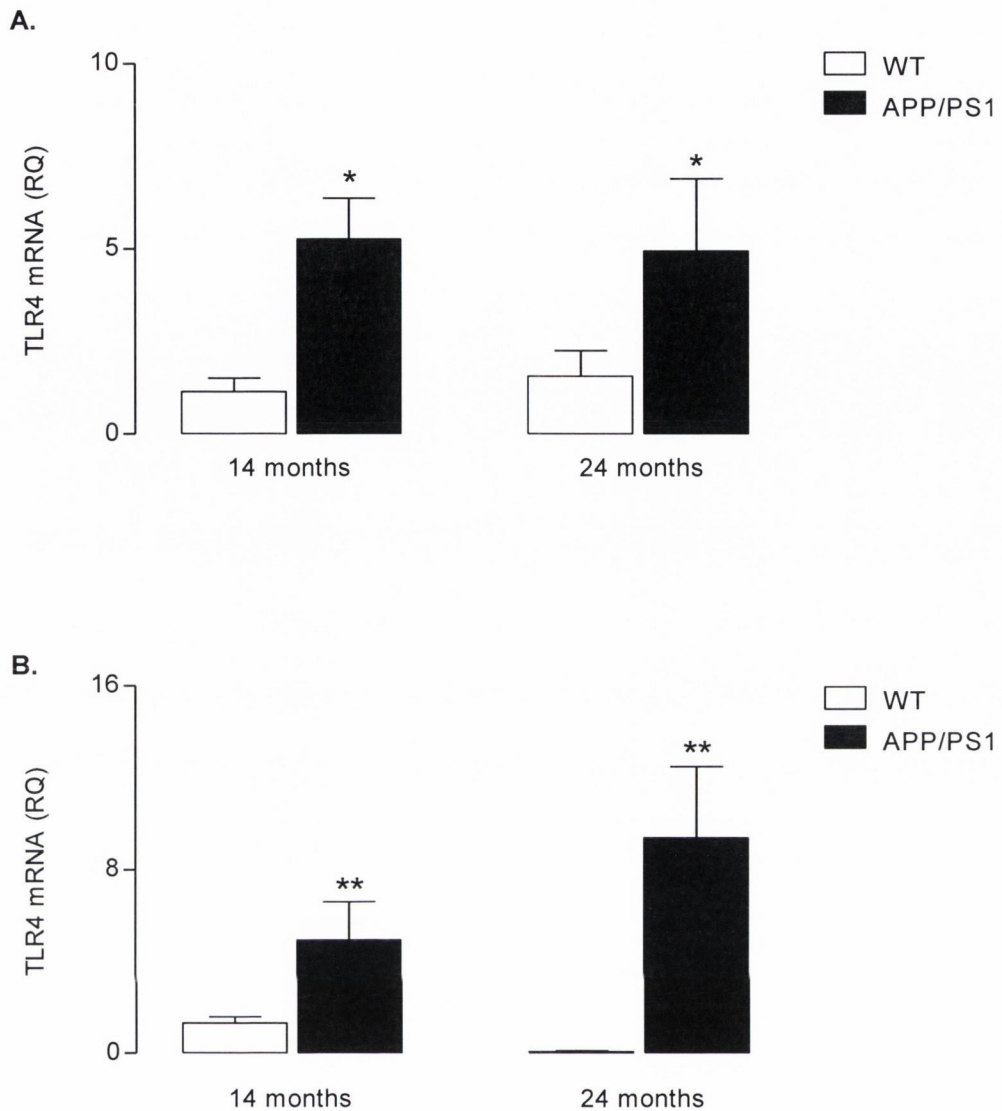 A.
10
5
0
TLR4 mRNA (RQ)
WT
APP/PS1
*
*
14 months
24 months
B.
16
8
0
TLR4 mRNA (RQ)
WT
APP/PS1
**
**
14 months
24 months